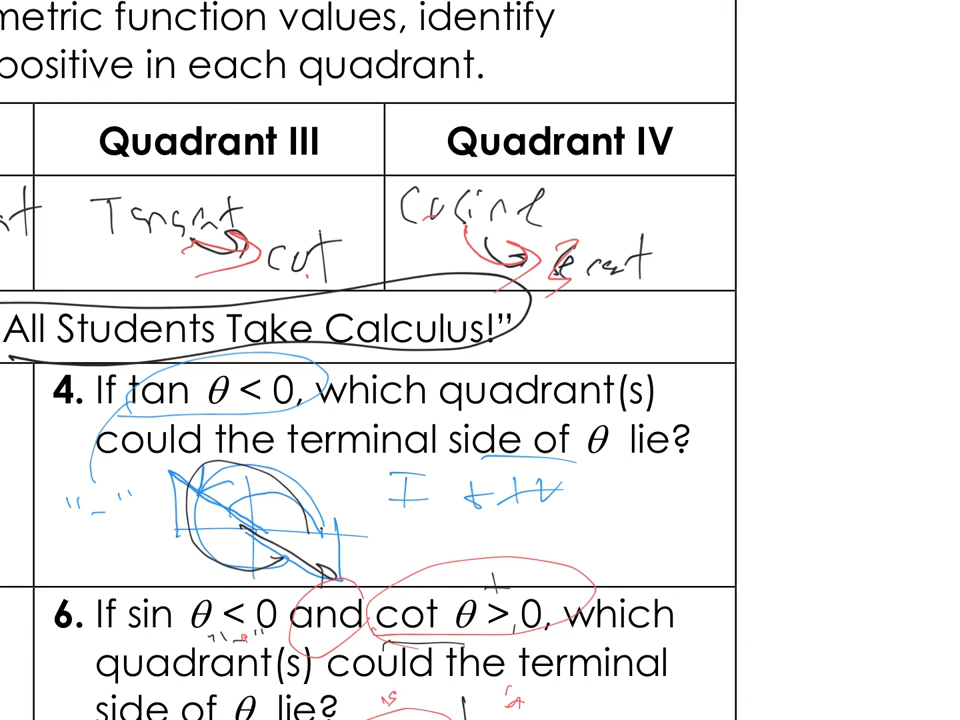 metric function values, identify
positive in each quadrant.
Quadrant III Quadrant IV
Tangent Cosine
cot
All Students Take Calculus!”
4. If tan θ < 0, which quadrant(s)
could the terminal side of θ lie?
“-”
+
6. If sin θ < 0 and cot θ > 0, which
"-"
quadrant(s) could the terminal
side of θ lie?